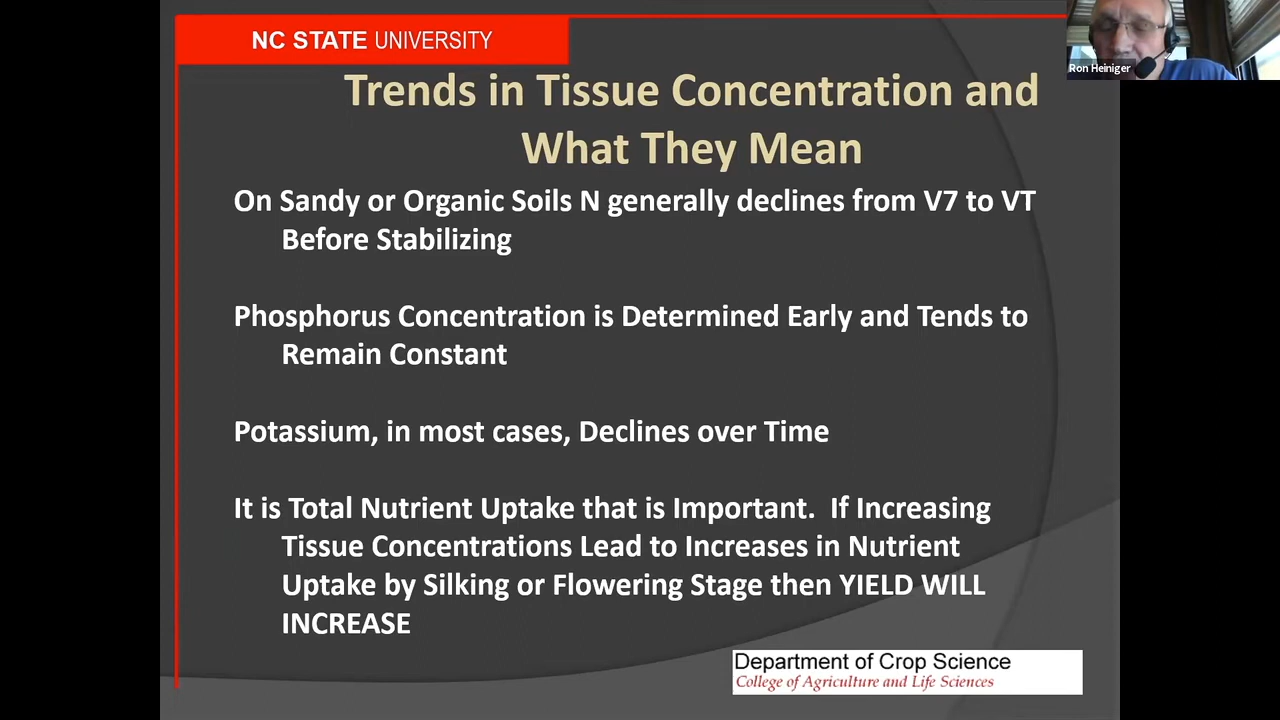 NC STATE UNIVERSITY
Ron Heiniger
Trends in Tissue Concentration and
What They Mean
On Sandy or Organic Soils N generally declines from V7 to VT
Before Stabilizing
Phosphorus Concentration is Determined Early and Tends to
Remain Constant
Potassium, in most cases, Declines over Time
It is Total Nutrient Uptake that is Important.  If Increasing
Tissue Concentrations Lead to Increases in Nutrient
Uptake by Silking or Flowering Stage then YIELD WILL
INCREASE
Department of Crop Science
College of Agriculture and Life Sciences